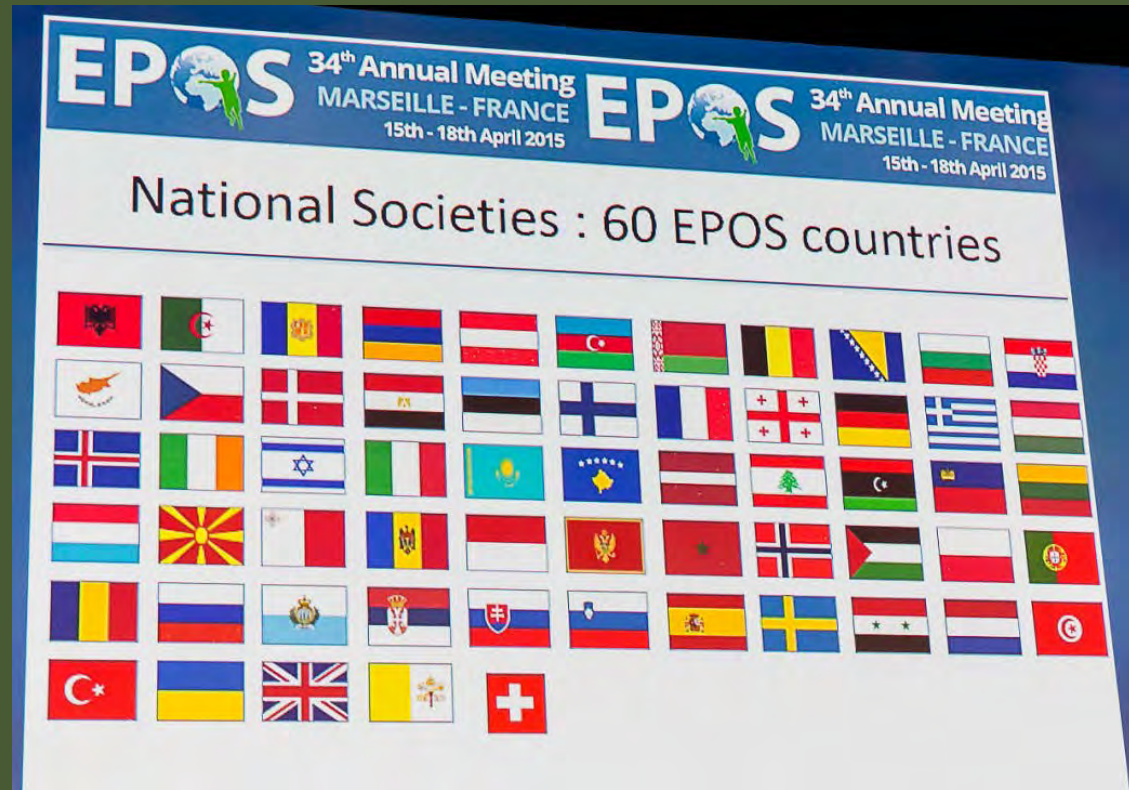 EPOS 34th Annual Meeting
MARSEILLE - FRANCE
15th - 18th April 2015
EPOS 34th Annual Meeting
MARSEILLE - FRANCE
15th - 18th April 2015
National Societies : 60 EPOS countries